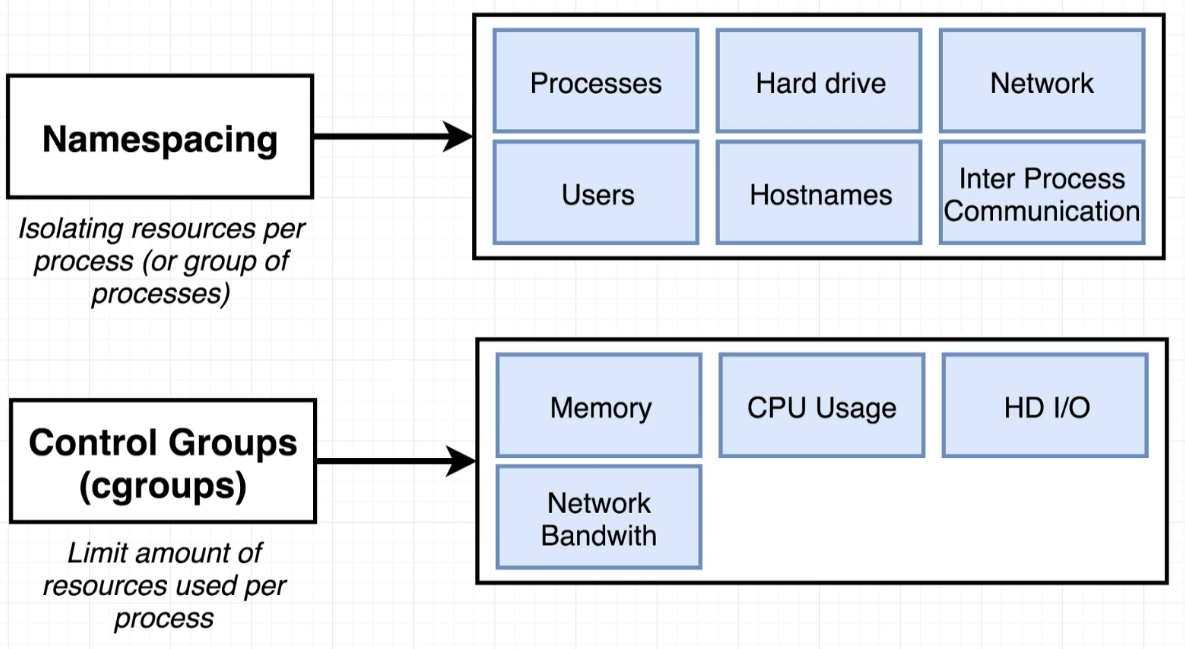 Namespacing
Isolating resources per
process (or group of
processes)
Processes
Hard drive
Network
Users
Hostnames
Inter Process
Communication
Control Groups
(cgroups)
Limit amount of
resources used per
process
Memory
CPU Usage
HD I/O
Network
Bandwith